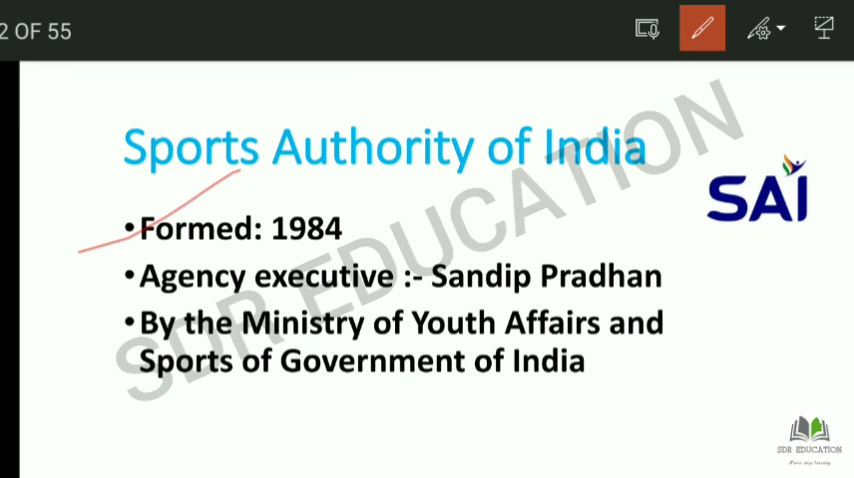 2 OF 55
Sports Authority of India
SAI
• Formed: 1984
• Agency executive :- Sandip Pradhan
• By the Ministry of Youth Affairs and
Sports of Government of India
SDR EDUCATION
SDR EDUCATION